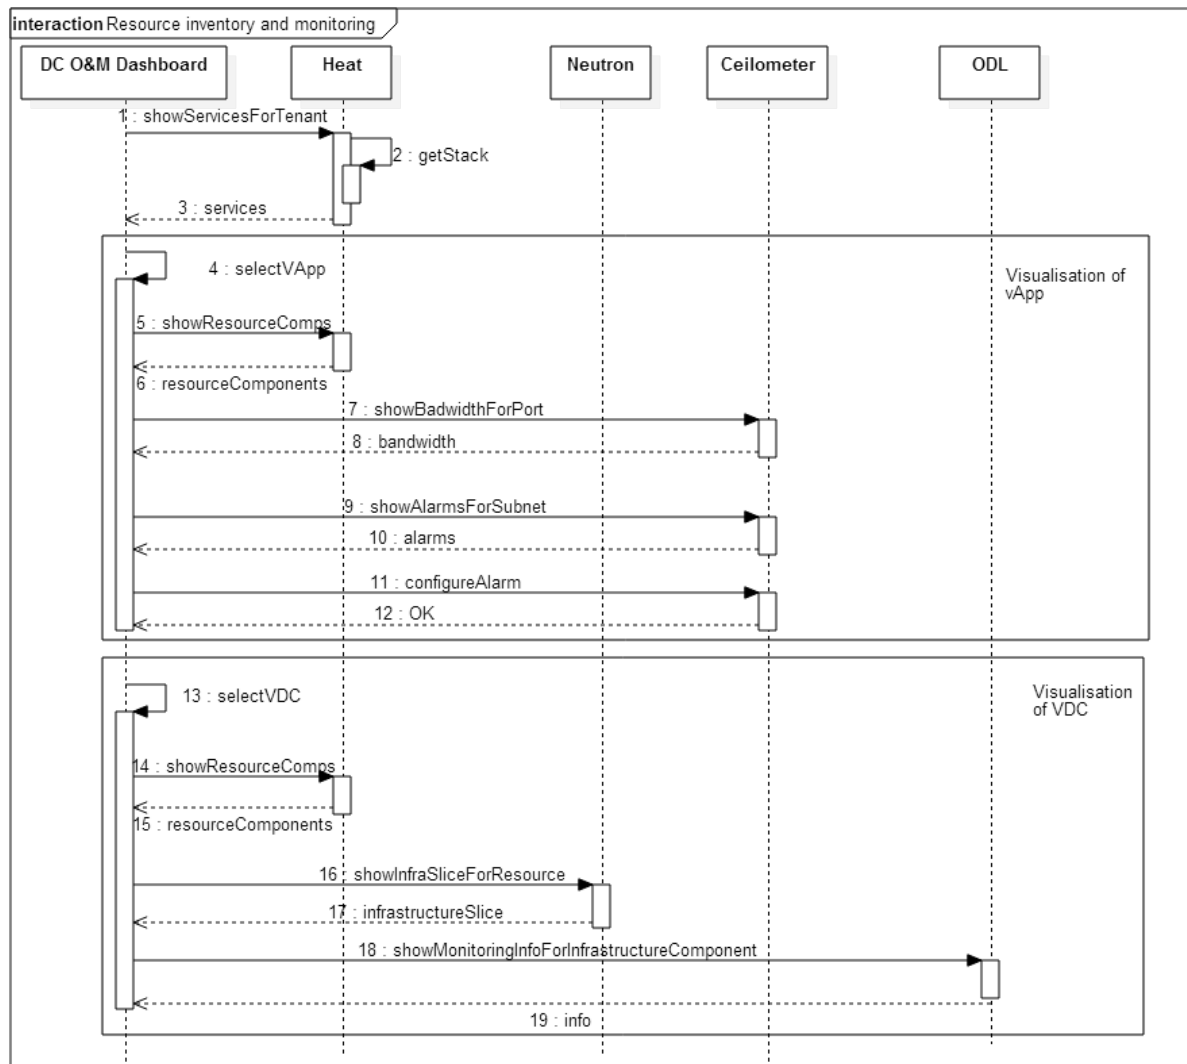 interaction Resource inventory and monitoring
DC O&M Dashboard
Heat
Neutron
Ceilometer
ODL
1 : showServicesForTenant
2 : getStack
3 : services
4 : selectVApp
Visualisation of
vApp
5 : showResourceComps
6 : resourceComponents
7 : showBadwidthForPort
8 : bandwidth
9 : showAlarmsForSubnet
10 : alarms
11 : configureAlarm
12 : OK
13 : selectVDC
Visualisation
of VDC
14 : showResourceComps
15 : resourceComponents
16 : showInfraSliceForResource
17 : infrastructureSlice
18 : showMonitoringInfoForInfrastructureComponent
19 : info